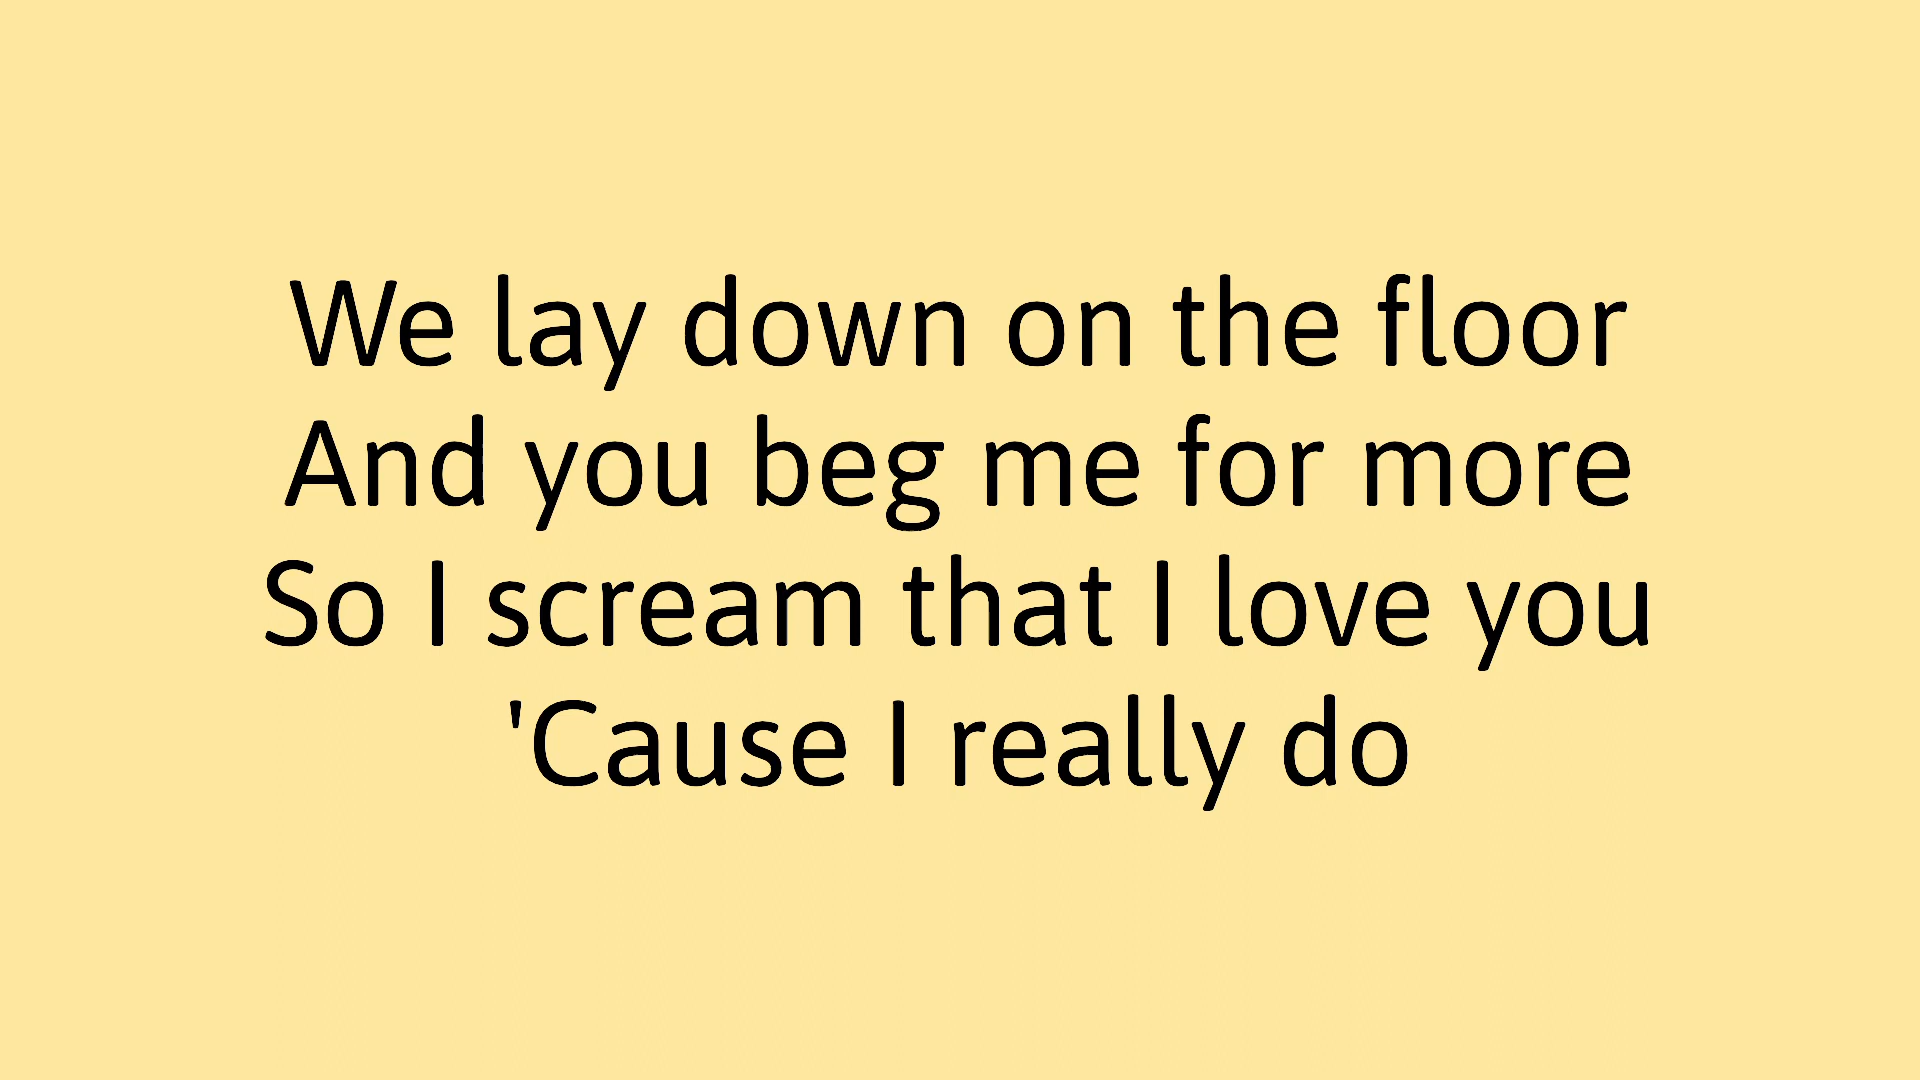 We lay down on the floor
And you beg me for more
So I scream that I love you
'Cause I really do